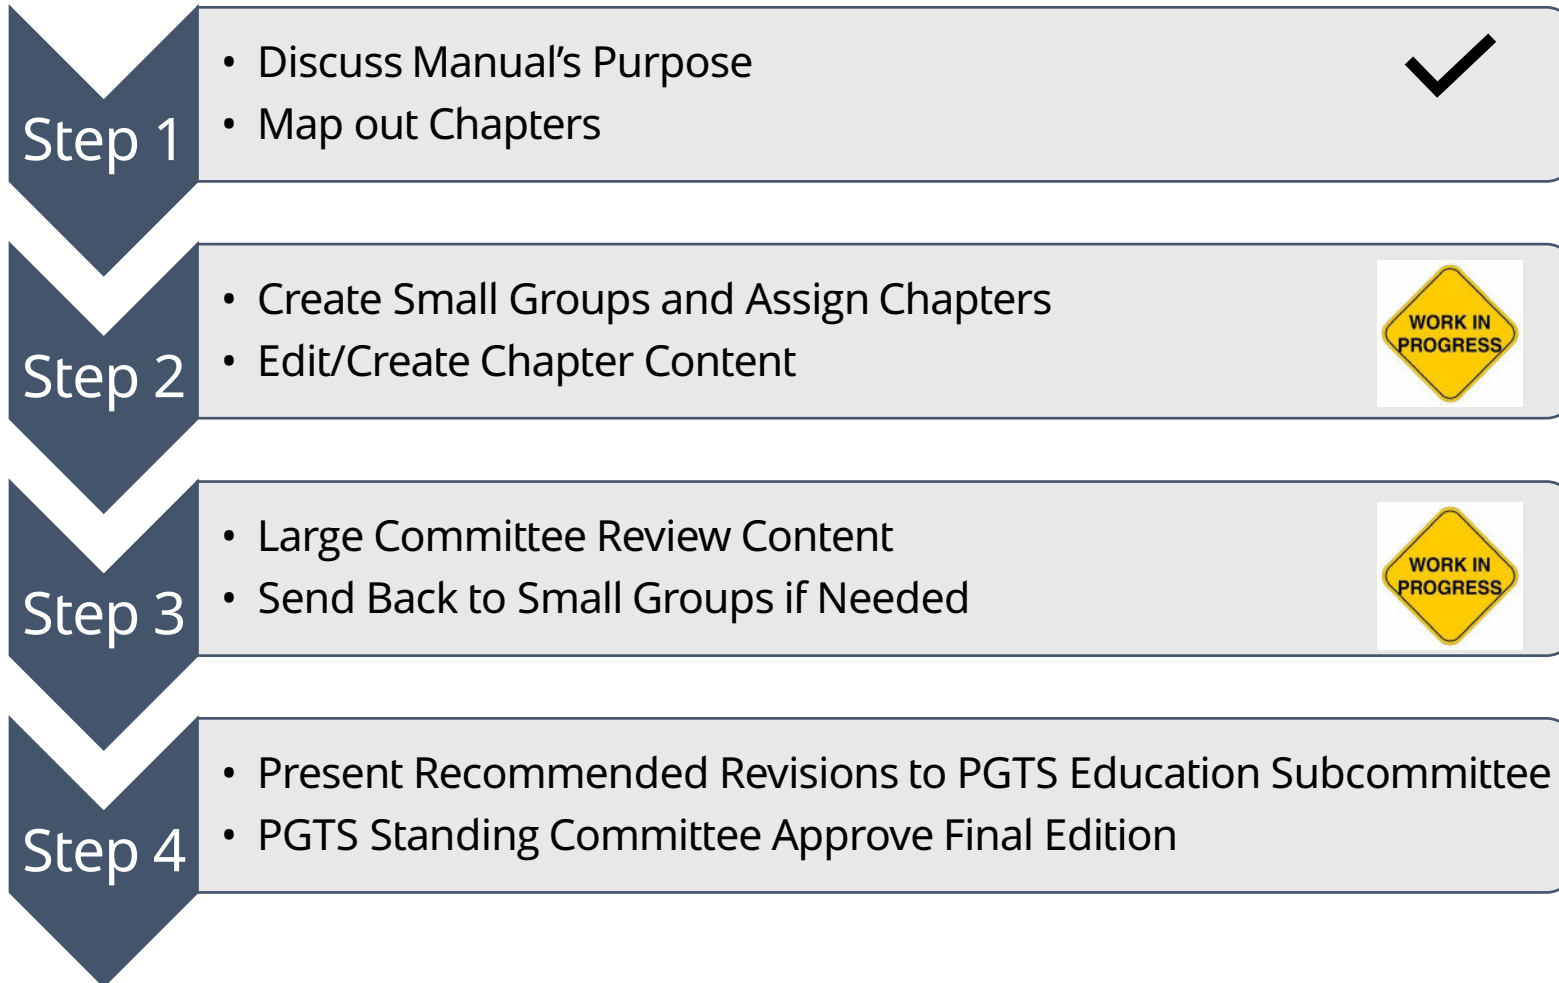 Step 1
• Discuss Manual's Purpose
• Map out Chapters
Step 2
• Create Small Groups and Assign Chapters
• Edit/Create Chapter Content
WORK IN
PROGRESS
Step 3
• Large Committee Review Content
• Send Back to Small Groups if Needed
WORK IN
PROGRESS
Step 4
• Present Recommended Revisions to PGTS Education Subcommittee
• PGTS Standing Committee Approve Final Edition